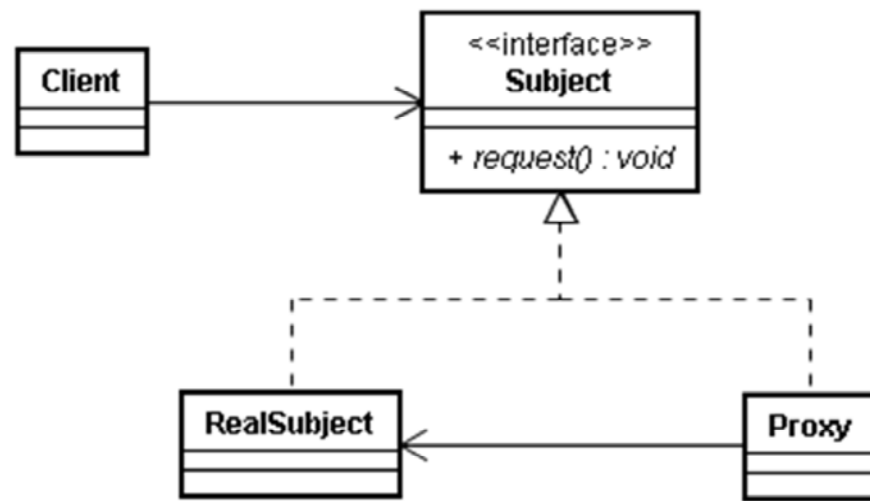 Client
<<interface>>
Subject
+ request() : void
RealSubject
Proxy